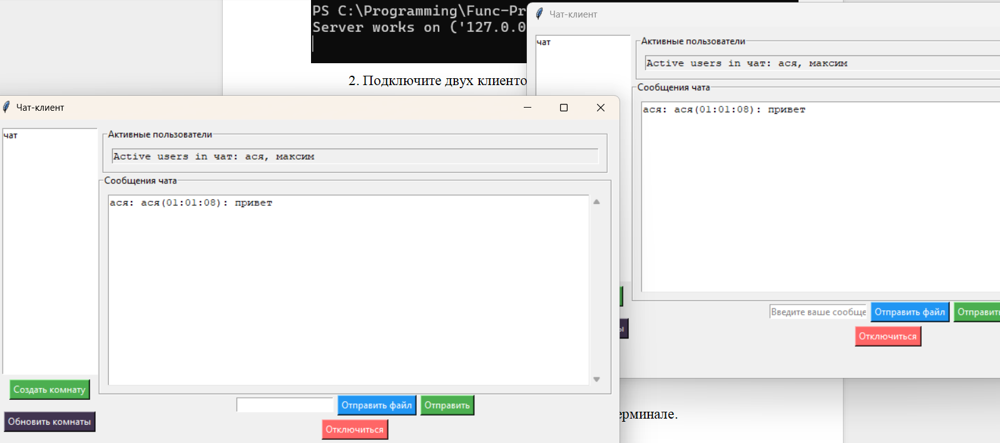 PS C:\Programming\Func-Pr
Server works on ('127.0.0
2. Подключите двух клиенто
Чат-клиент
чат
Активные пользователи
Active users in чат: ася, максим
Сообщения чата
ася: ася(01:01:08): привет
Введите ваше сообще
Отправить файл
Отправить
Отключиться
ы
Чат-клиент
чат
Активные пользователи
Active users in чат: ася, максим
Сообщения чата
ася: ася(01:01:08): привет
Создать комнату
Обновить комнаты
Отправить файл
Отправить
Отключиться
ерминале.